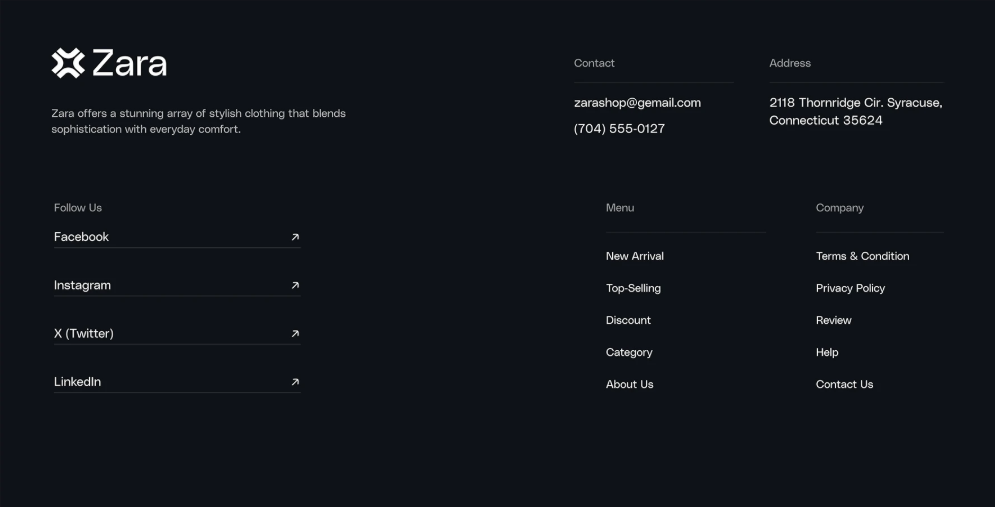 Zara
Zara offers a stunning array of stylish clothing that blends
sophistication with everyday comfort.
Contact
zarashop@gemail.com
(704) 555-0127
Address
2118 Thornridge Cir. Syracuse,
Connecticut 35624
Follow Us
Facebook
Instagram
X (Twitter)
LinkedIn
Menu
New Arrival
Top-Selling
Discount
Category
About Us
Company
Terms & Condition
Privacy Policy
Review
Help
Contact Us